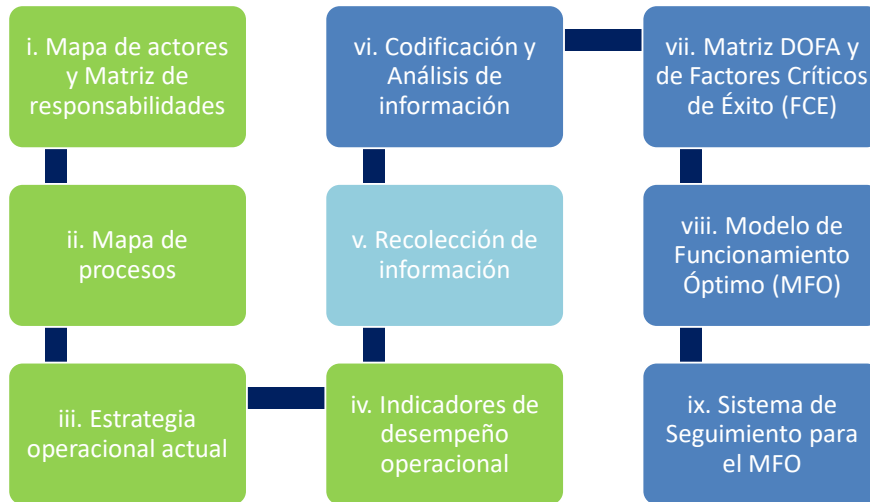 i. Mapa de actores
y Matriz de
responsabilidades
ii. Mapa de
procesos
iii. Estrategia
operacional actual
iv. Indicadores de
desempeño
operacional
v. Recolección de
información
vi. Codificación y
Análisis de
información
vii. Matriz DOFA y
de Factores Críticos
de Éxito (FCE)
viii. Modelo de
Funcionamiento
Óptimo (MFO)
ix. Sistema de
Seguimiento para
el MFO